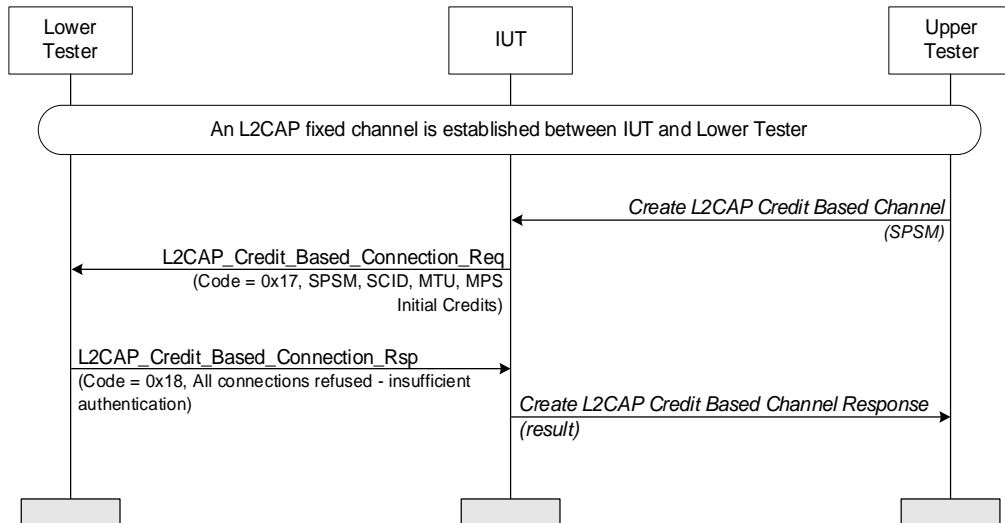 Lower
Tester
IUT
Upper
Tester
An L2CAP fixed channel is established between IUT and Lower Tester
Create L2CAP Credit Based Channel
(SPSM)
L2CAP_Credit_Based_Connection_Req
(Code = 0x17, SPSM, SCID, MTU, MPS
Initial Credits)
L2CAP_Credit_Based_Connection_Rsp
(Code = 0x18, All connections refused - insufficient
authentication)
Create L2CAP Credit Based Channel Response
(result)